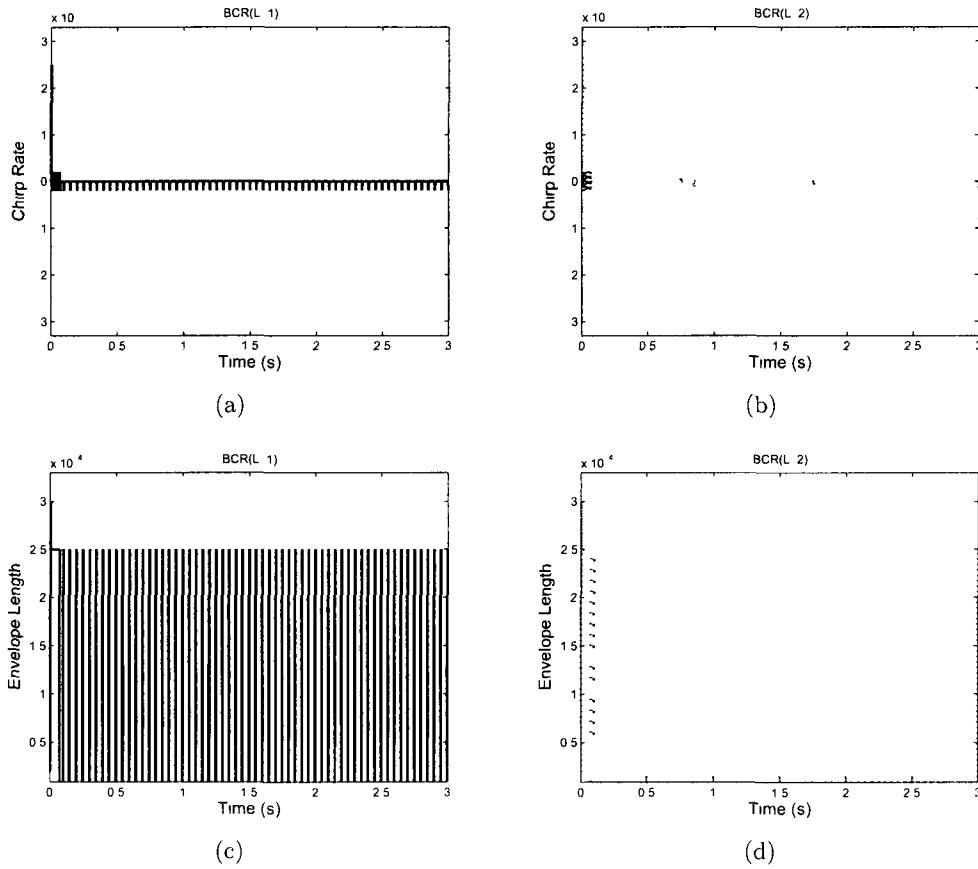 BCR(L 1)
x 10
3
2
1
0
1
2
3
Chirp Rate
0 0 5 1 1 5 2 2 5 3
Time (s)
(a)
BCR(L 2)
x 10
3
2
1
0
1
2
3
Chirp Rate
0 0 5 1 1 5 2 2 5 3
Time (s)
(b)
BCR(L 1)
x 10 4
3
2 5
2
1 5
1
0 5
Envelope Length
0 0 5 1 1 5 2 2 5 3
Time (s)
(c)
BCR(L 2)
x 10 4
3
2 5
2
1 5
1
0 5
Envelope Length
0 0 5 1 1 5 2 2 5 3
Time (s)
(d)